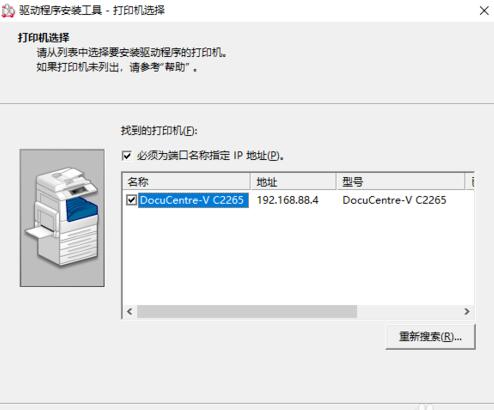 驱动程序安装工具 - 打印机选择
打印机选择
请从列表中选择要安装驱动程序的打印机。
如果打印机未列出，请参考“帮助” 。
找到的打印机(F):
必须为端口名称指定 IP 地址(P)。
名称 地址 型号
DocuCentre-V C2265 192.168.88.4 DocuCentre-V C2265
重新搜索(R)...